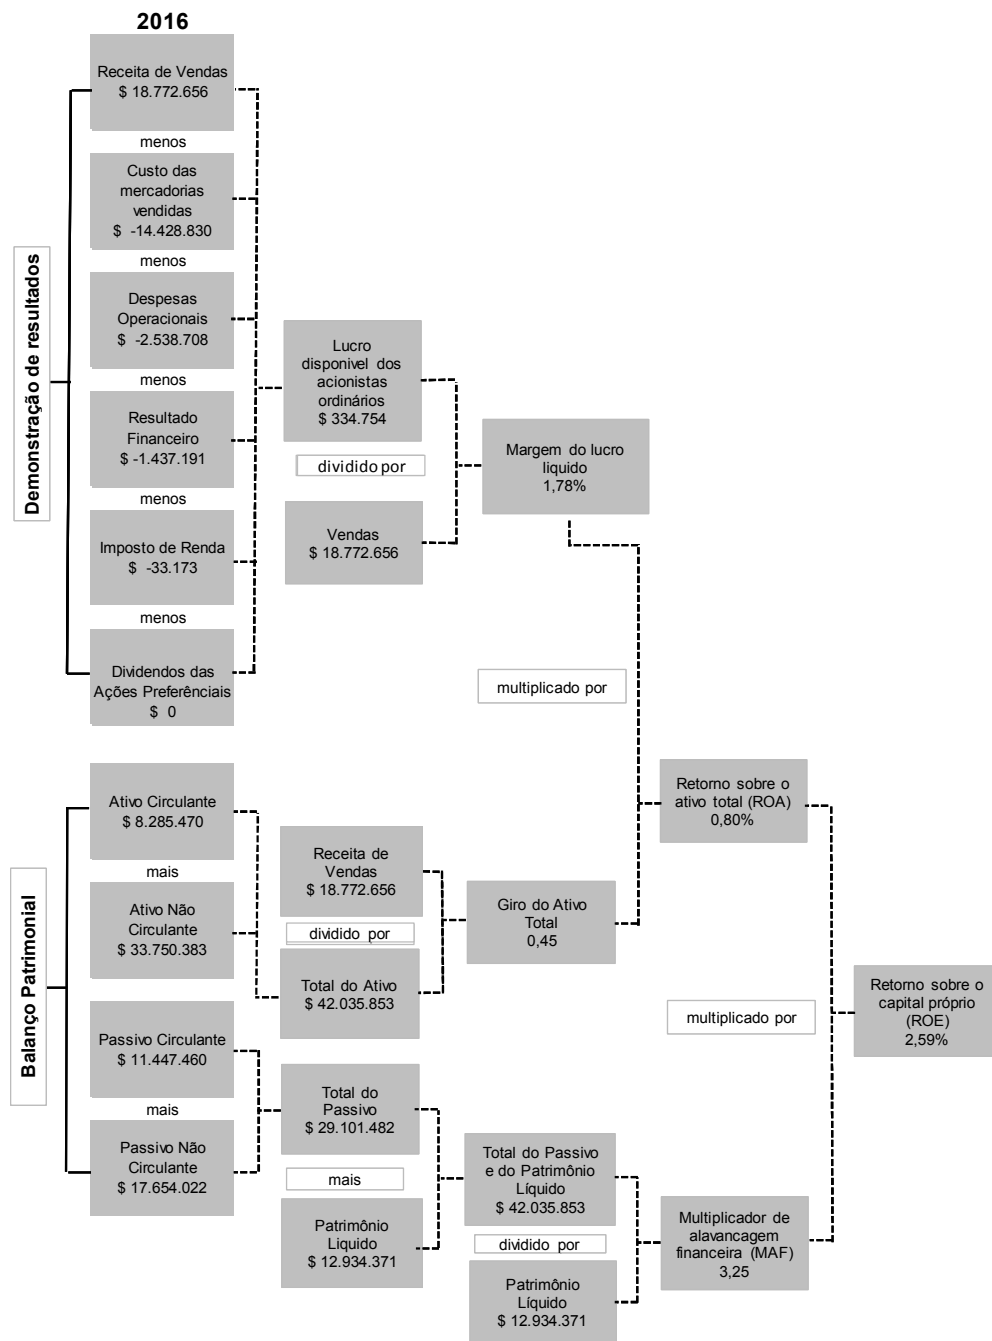 2016
Demonstração de resultados
Receita de Vendas
$ 18.772.656
menos
Custo das
mercadorias
vendidas
$ -14.428.830
menos
Despesas
Operacionais
$ -2.538.708
menos
Resultado
Financeiro
$ -1.437.191
menos
Imposto de Renda
$ -33.173
menos
Dividendos das
Ações Preferênciais
$ 0
Lucro
disponivel dos
acionistas
ordinários
$ 334.754
dividido por
Vendas
$ 18.772.656
Margem do lucro
liquido
1,78%
multiplicado por
Balanço Patrimonial
Ativo Circulante
$ 8.285.470
mais
Ativo Não
Circulante
$ 33.750.383
Passivo Circulante
$ 11.447.460
mais
Passivo Não
Circulante
$ 17.654.022
Receita de
Vendas
$ 18.772.656
dividido por
Total do Ativo
$ 42.035.853
Giro do Ativo
Total
0,45
Retorno sobre o
ativo total (ROA)
0,80%
Total do
Passivo
$ 29.101.482
mais
Patrimônio
Liquido
$ 12.934.371
Total do Passivo
e do Patrimônio
Líquido
$ 42.035.853
dividido por
Patrimônio
Líquido
$ 12.934.371
Multiplicador de
alavancagem
financeira (MAF)
3,25
multiplicado por
Retorno sobre o
capital próprio
(ROE)
2,59%